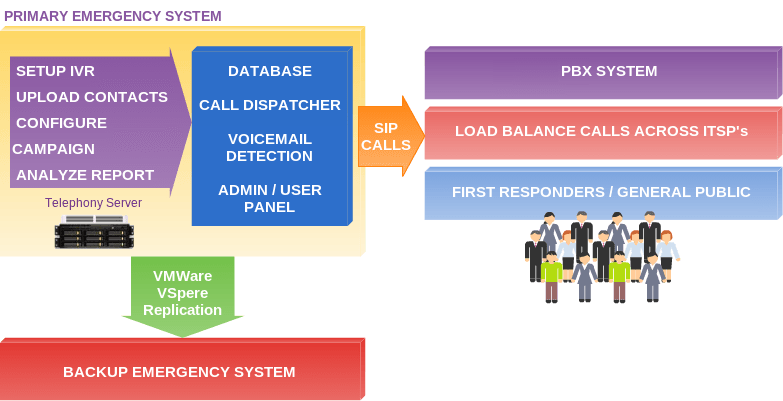 PRIMARY EMERGENCY SYSTEM
SETUP IVR
UPLOAD CONTACTS
CONFIGURE
CAMPAIGN
ANALYZE REPORT
Telephony Server
DATABASE
CALL DISPATCHER
VOICEMAIL
DETECTION
ADMIN / USER
PANEL
SIP
CALLS
PBX SYSTEM
LOAD BALANCE CALLS ACROSS ITSP's
FIRST RESPONDERS / GENERAL PUBLIC
VMWare
VSpere
Replication
BACKUP EMERGENCY SYSTEM